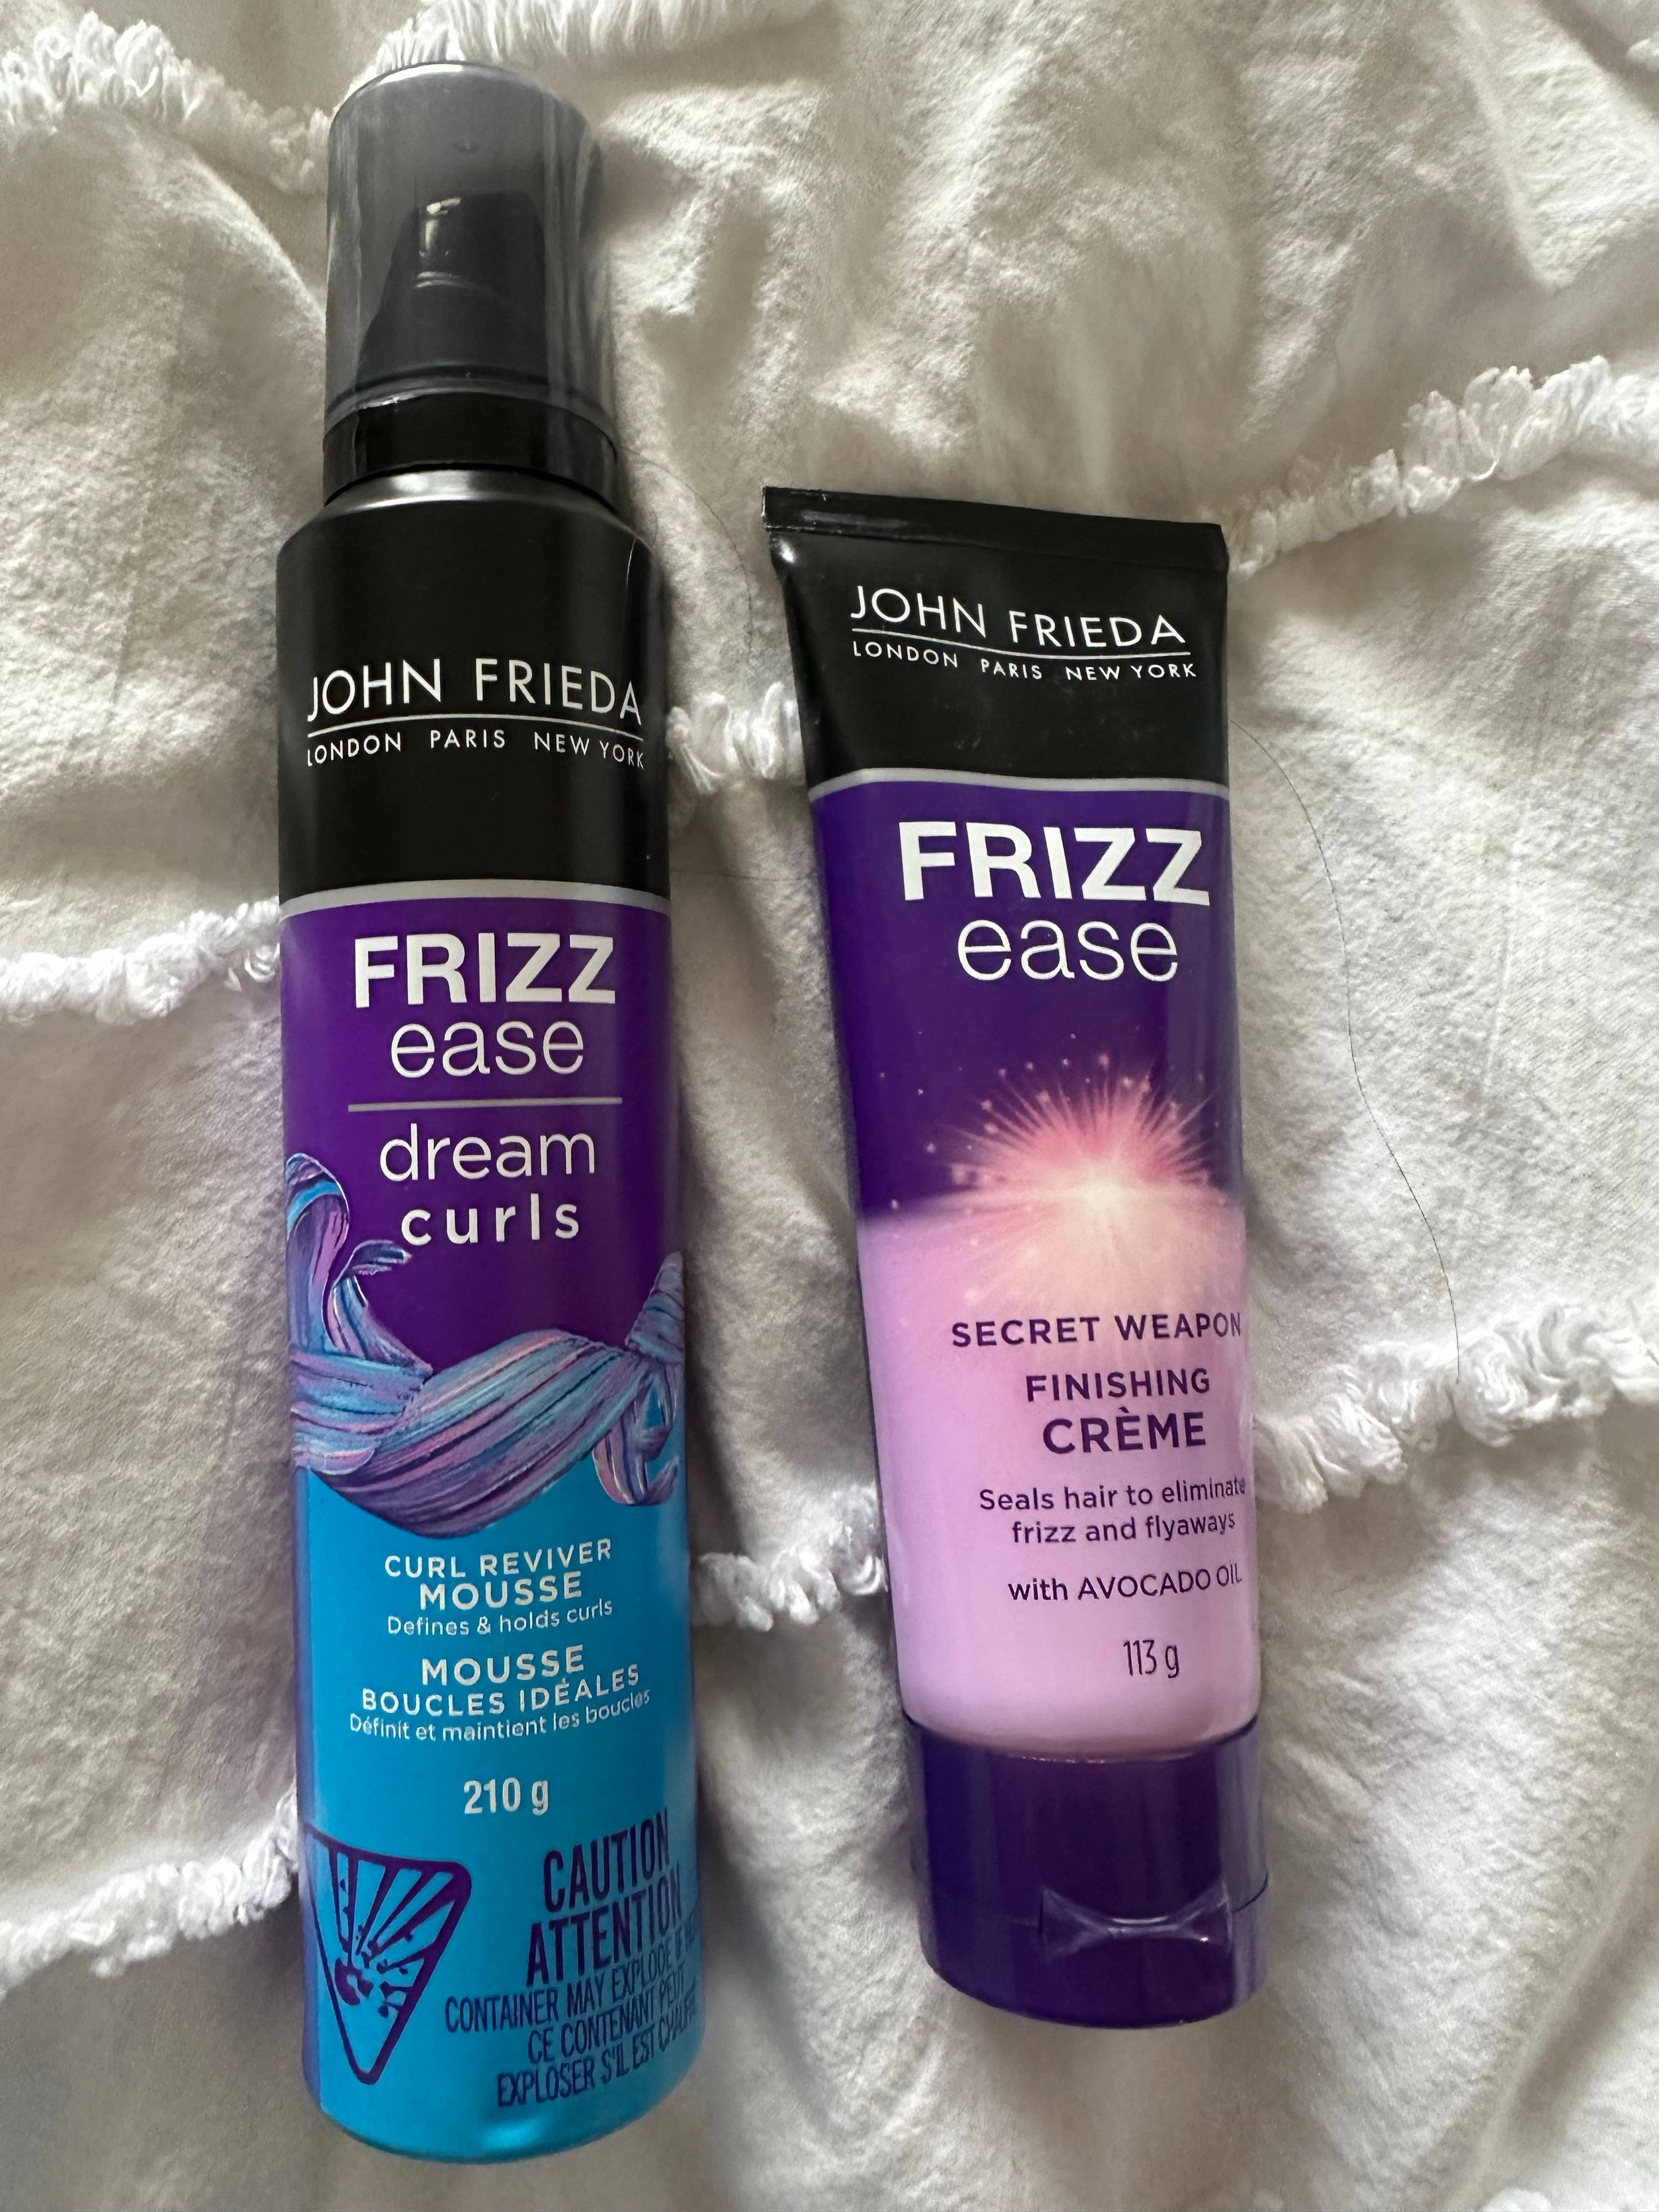 JOHN FRIEDA
LONDON PARIS NEW YORK
FRIZZ
ease
dream
curls
CURL REVIVER
MOUSSE
Defines & holds curls
MOUSSE
BOUCLES IDÉALES
Définit et maintient les boucles
210 g
CAUTION
ATTENTION
CONTAINER MAY EXPLODE IF
CE CONTENANT PEUT
EXPLOSER S'IL EST
JOHN FRIEDA
LONDON PARIS NEW YORK
FRIZZ
ease
SECRET WEAPON
FINISHING
CRÈME
Seals hair to eliminate
frizz and flyaways
with AVOCADO OIL
113 g